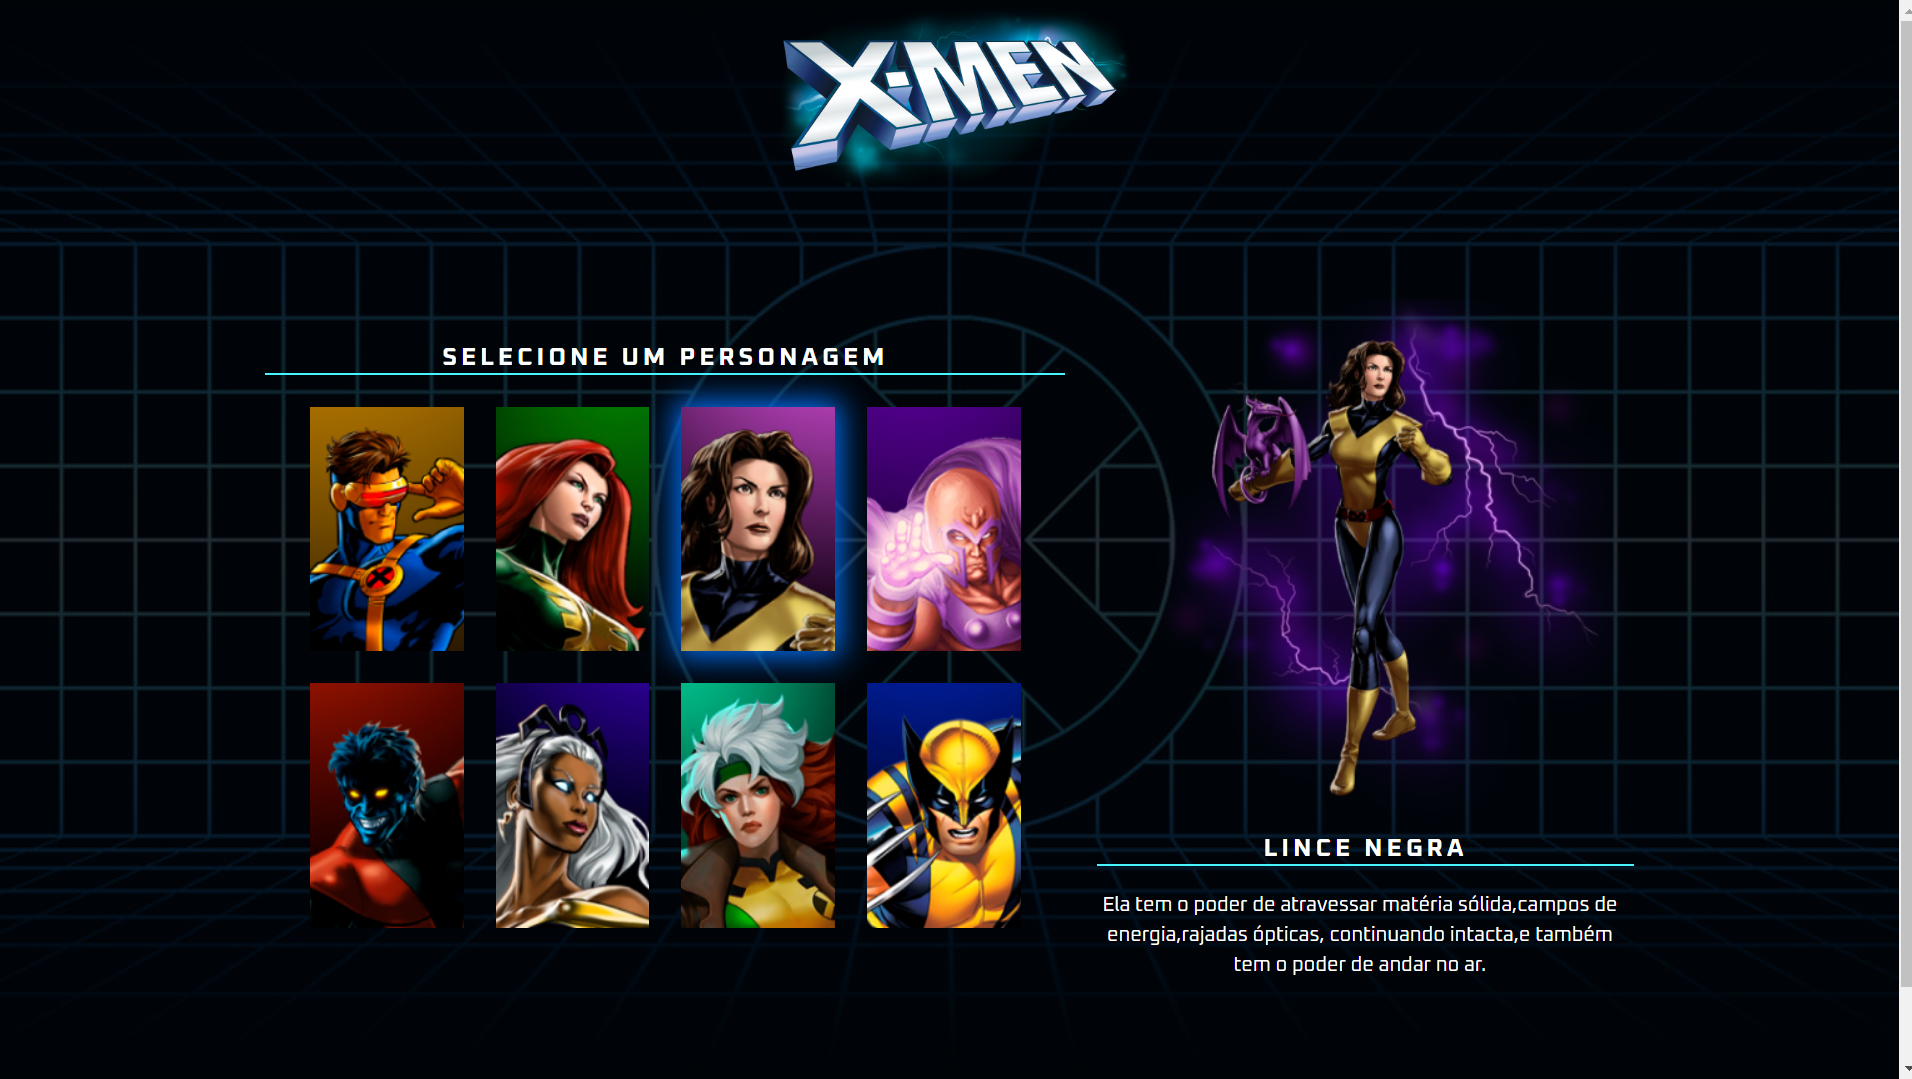 X-MEN
SELECIONE UM PERSONAGEM
LINCE NEGRA
Ela tem o poder de atravessar matéria sólida,campos de
energia,rajadas ópticas, continuando intacta,e também
tem o poder de andar no ar.